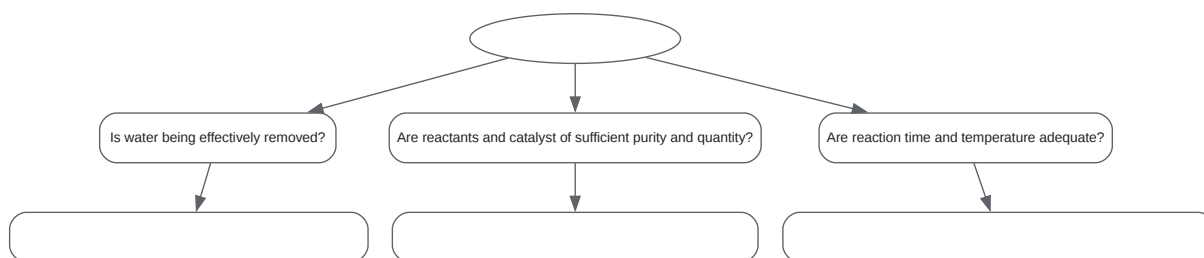 Is water being effectively removed?
Are reactants and catalyst of sufficient purity and quantity?
Are reaction time and temperature adequate?